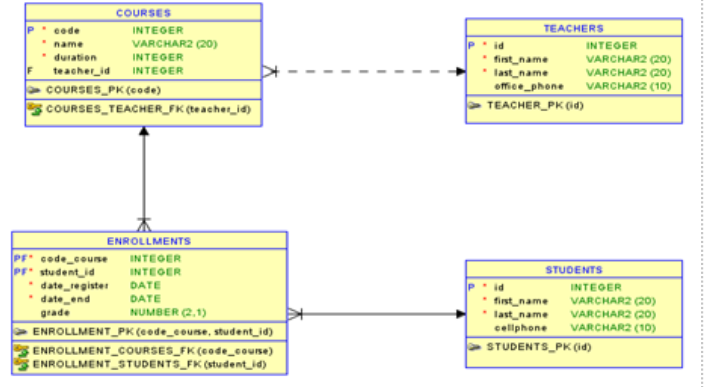 COURSES
P * code INTEGER
* name VARCHAR2 (20)
* duration INTEGER
F teacher_id INTEGER
COURSES_PK (code)
COURSES_TEACHER_FK (teacher_id)
TEACHERS
P * id INTEGER
* first_name VARCHAR2 (20)
* last_name VARCHAR2 (20)
office_phone VARCHAR2 (10)
TEACHER_PK (id)
ENROLLMENTS
PF* code_course INTEGER
PF* student_id INTEGER
* date_register DATE
* date_end DATE
grade NUMBER (2,1)
ENROLLMENT_PK (code_course, student_id)
ENROLLMENT_COURSES_FK (code_course)
ENROLLMENT_STUDENTS_FK (student_id)
STUDENTS
P * id INTEGER
* first_name VARCHAR2 (20)
* last_name VARCHAR2 (20)
cellphone VARCHAR2 (10)
STUDENTS_PK (id)